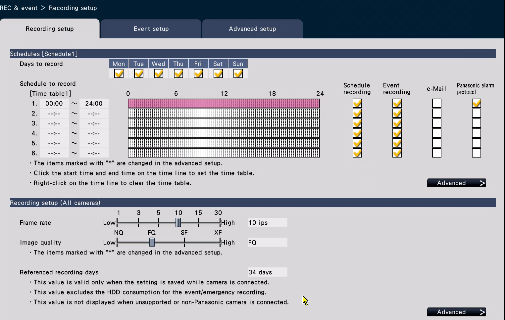 REC & event > Recording setup
Recording setup
Event setup
Advanced setup
Schedules [Schedule1]
Days to record
Mon Tue Wed Thu Fri Sat Sun
Schedule to record
[Time table1]
0 6 12 18 24
Schedule recording
Event recording
e-Mail
Panasonic alarm protocol
1. 00:00 ~ 24:00
2. --:-- ~ --:--
3. --:-- ~ --:--
4. --:-- ~ --:--
5. --:-- ~ --:--
6. --:-- ~ --:--
· The items marked with "*" are changed in the advanced setup.
· Click the start time and end time on the time line to set the time table.
· Right-click on the time line to clear the time table.
Advanced >
Recording setup (All cameras)
1 3 5 10 15 30
Frame rate Low High 10 ips
NQ FQ SF XF
Image quality Low High FQ
· The items marked with "*" are changed in the advanced setup.
Referenced recording days 34 days
· This value is valid only when the setting is saved while camera is connected.
· This value excludes the HDD consumption for the event/emergency recording.
· This value is not displayed when unsupported or non-Panasonic camera is connected.
Advanced >